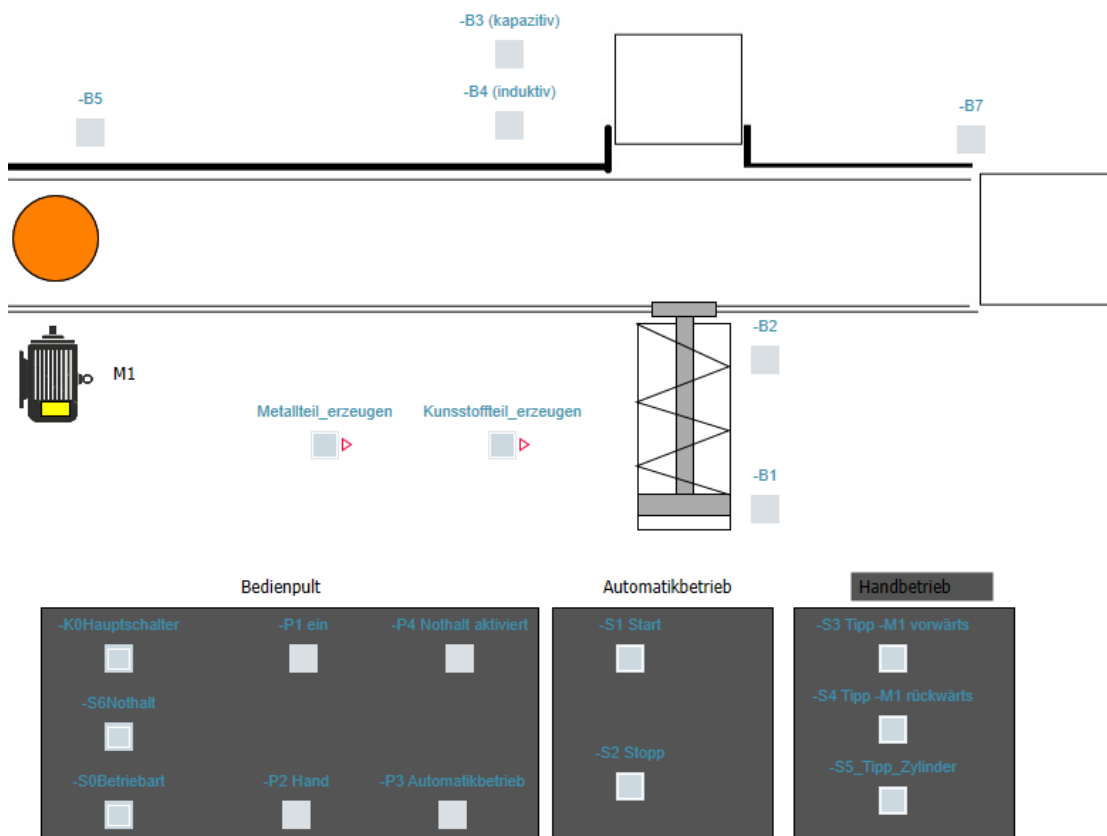 -B3 (kapazitiv)
-B4 (induktiv)
-B5
-B7
-B2
M1
Metallteil_erzeugen
Kunsstoffteil_erzeugen
-B1
Bedienpult
Automatikbetrieb
Handbetrieb
-K0Hauptschalter
-P1 ein
-P4 Nothalt aktiviert
-S1 Start
-S3 Tipp -M1 vorwärts
-S6Nothalt
-S4 Tipp -M1 rückwärts
-S2 Stopp
-S5_Tipp_Zylinder
-S0Betriebart
-P2 Hand
-P3 Automatikbetrieb